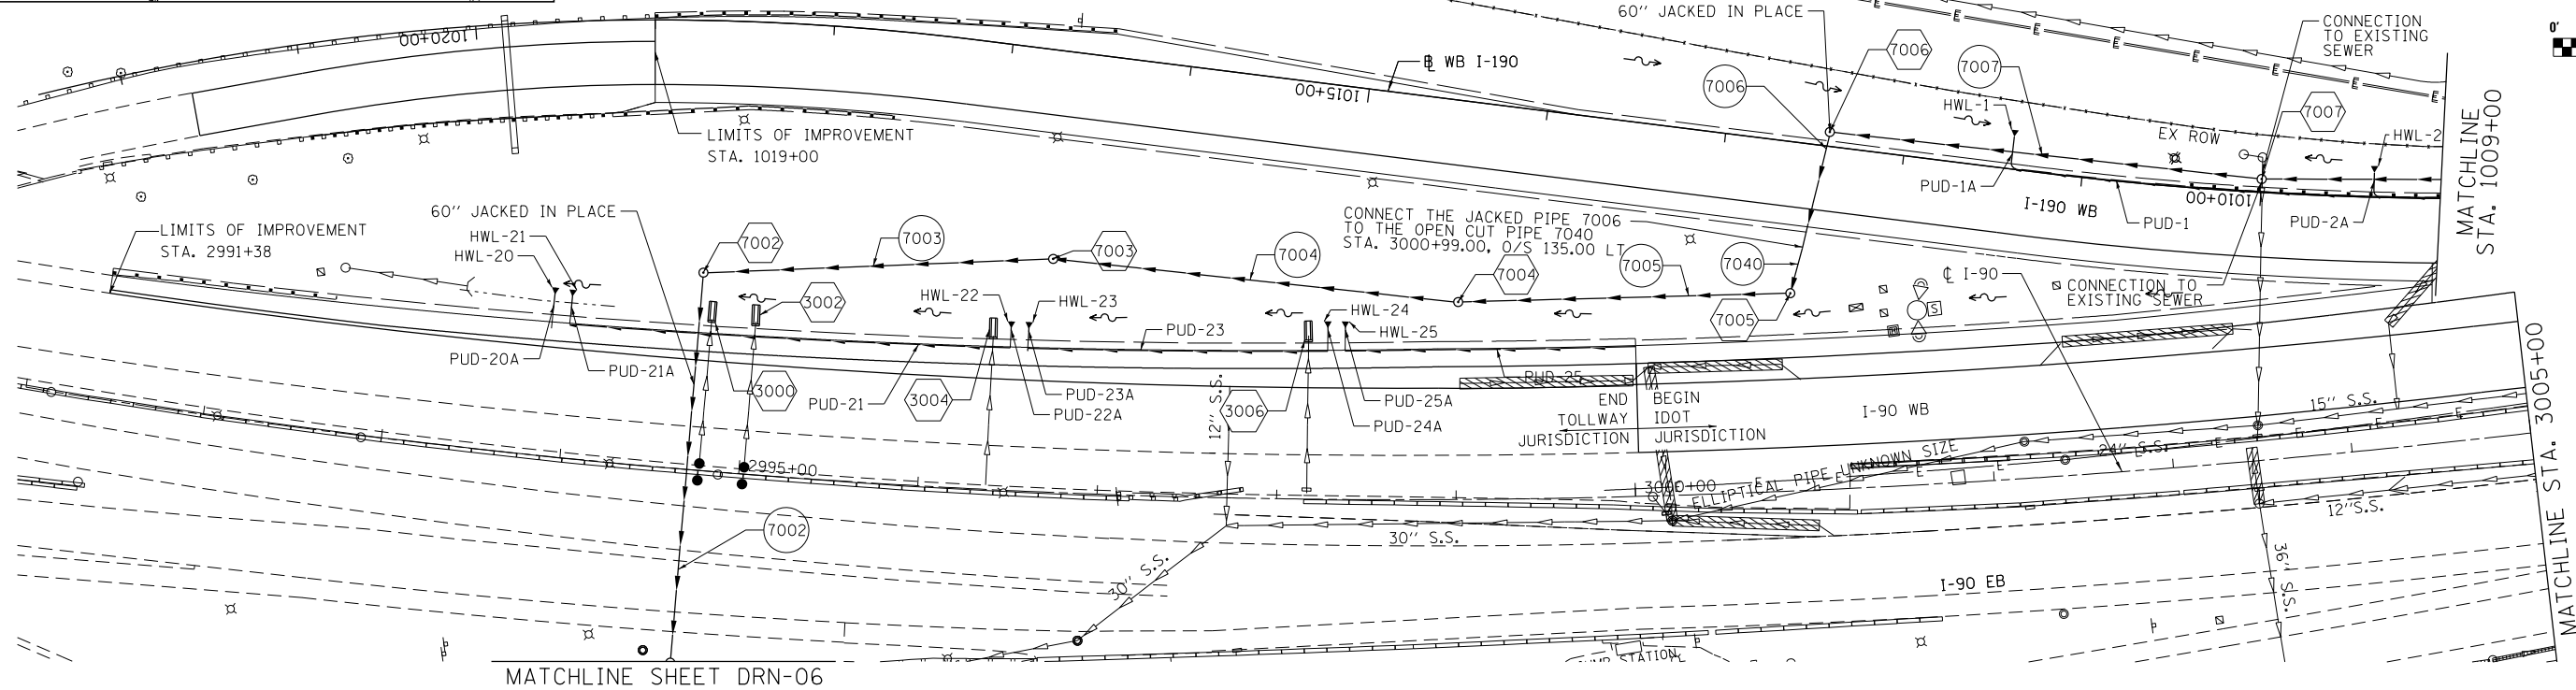 60" JACKED IN PLACE
CONNECTION
TO EXISTING
SEWER
0'
1020+00
7006
7007
℄ WB I-190
7006
1015+00
HWL-1
7007
EX ROW
HWL-2
MATCHLINE
STA. 1009+00
LIMITS OF IMPROVEMENT
STA. 1019+00
PUD-1A
I-190 WB
PUD-1
1010+00
PUD-2A
60" JACKED IN PLACE
LIMITS OF IMPROVEMENT
STA. 2991+38
HWL-21
HWL-20
7002
7003
7003
7004
CONNECT THE JACKED PIPE 7006
TO THE OPEN CUT PIPE 7040
STA. 3000+99.00, O/S 135.00 LT
7004
7005
7040
℄ I-90
S
CONNECTION TO
EXISTING SEWER
3002
HWL-22
HWL-23
HWL-24
HWL-25
7005
PUD-23
PUD-20A
PUD-21A
3000
PUD-21
3004
PUD-23A
PUD-22A
12" S.S.
3006
PUD-25
PUD-25A
PUD-24A
END
TOLLWAY
JURISDICTION
BEGIN
IDOT
JURISDICTION
I-90 WB
15" S.S.
MATCHLINE STA. 3005+00
2995+00
3000+00
ELLIPTICAL PIPE UNKNOWN SIZE
24" S.S.
E E E E E E E E
E E E E E E
12"S.S.
7002
30" S.S.
30" S.S.
36" S.S.
I-90 EB
STATION
MATCHLINE SHEET DRN-06